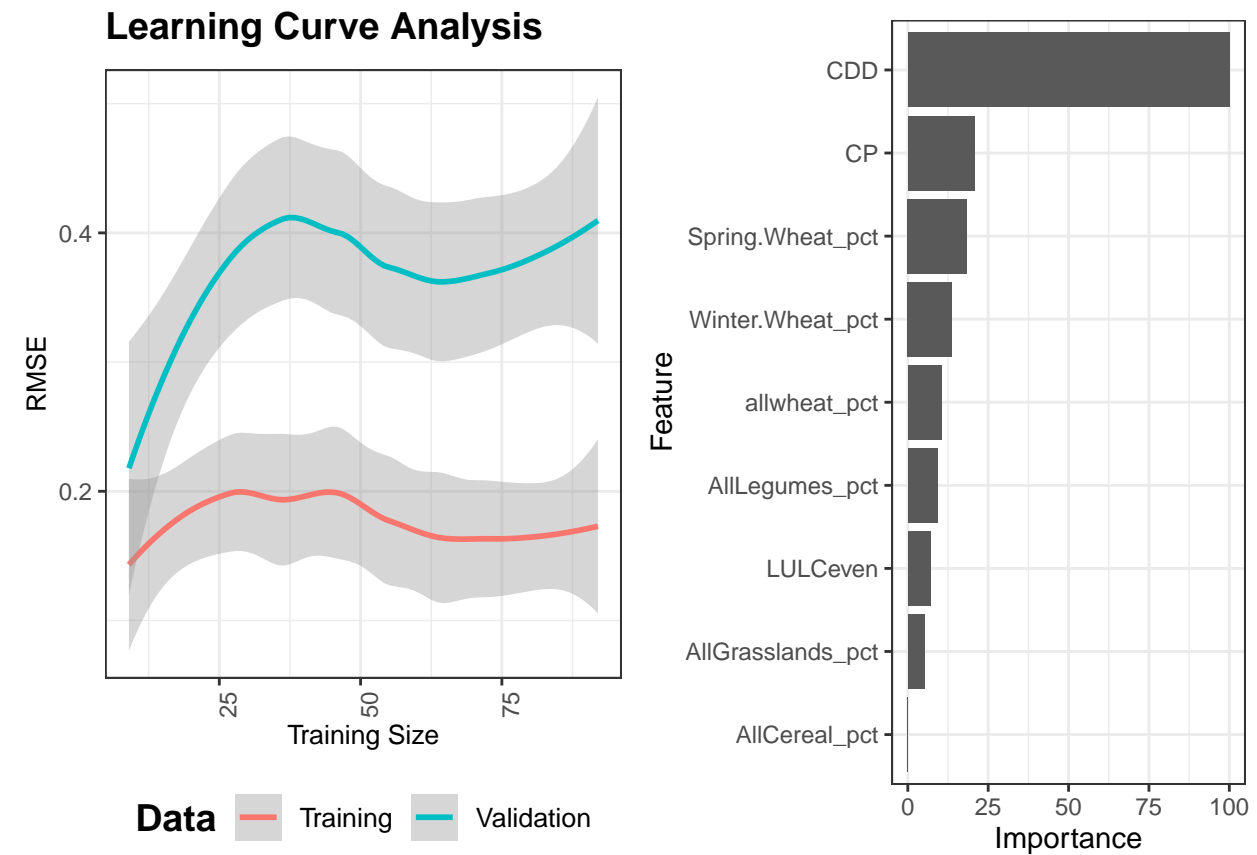 Learning Curve Analysis
RMSE
0.4
0.2
25
50
75
Training Size
Data
Training
Validation
Feature
CDD
CP
Spring.Wheat_pct
Winter.Wheat_pct
allwheat_pct
AllLegumes_pct
LULCeven
AllGrasslands_pct
AllCereal_pct
0 25 50 75 100
Importance